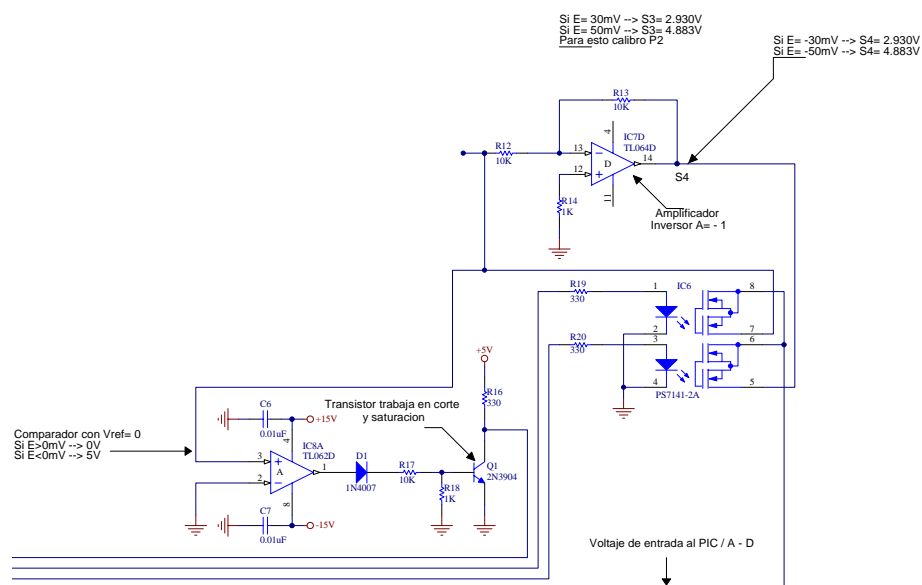 Si E= 30mV --> S3= 2.930V
Si E= 50mV --> S3= 4.883V
Para esto calibro P2
Si E= -30mV --> S4= 2.930V
Si E= -50mV --> S4= 4.883V
R13
10K
IC7D
TL064D
4
R12
10K
13
14
D
12
S4
R14
1K
11
Amplificador
Inversor A= - 1
R19
330
1
IC6
8
2
7
R20
330
3
6
4
5
PS7141-2A
+5V
R16
330
Transistor trabaja en corte
y saturacion
C6
0.01uF
+15V
4
Comparador con Vref= 0
Si E>0mV --> 0V
Si E<0mV --> 5V
IC8A
TL062D
3
A
1
2
D1
1N4007
R17
10K
Q1
2N3904
R18
1K
8
C7
0.01uF
-15V
Voltaje de entrada al PIC / A - D